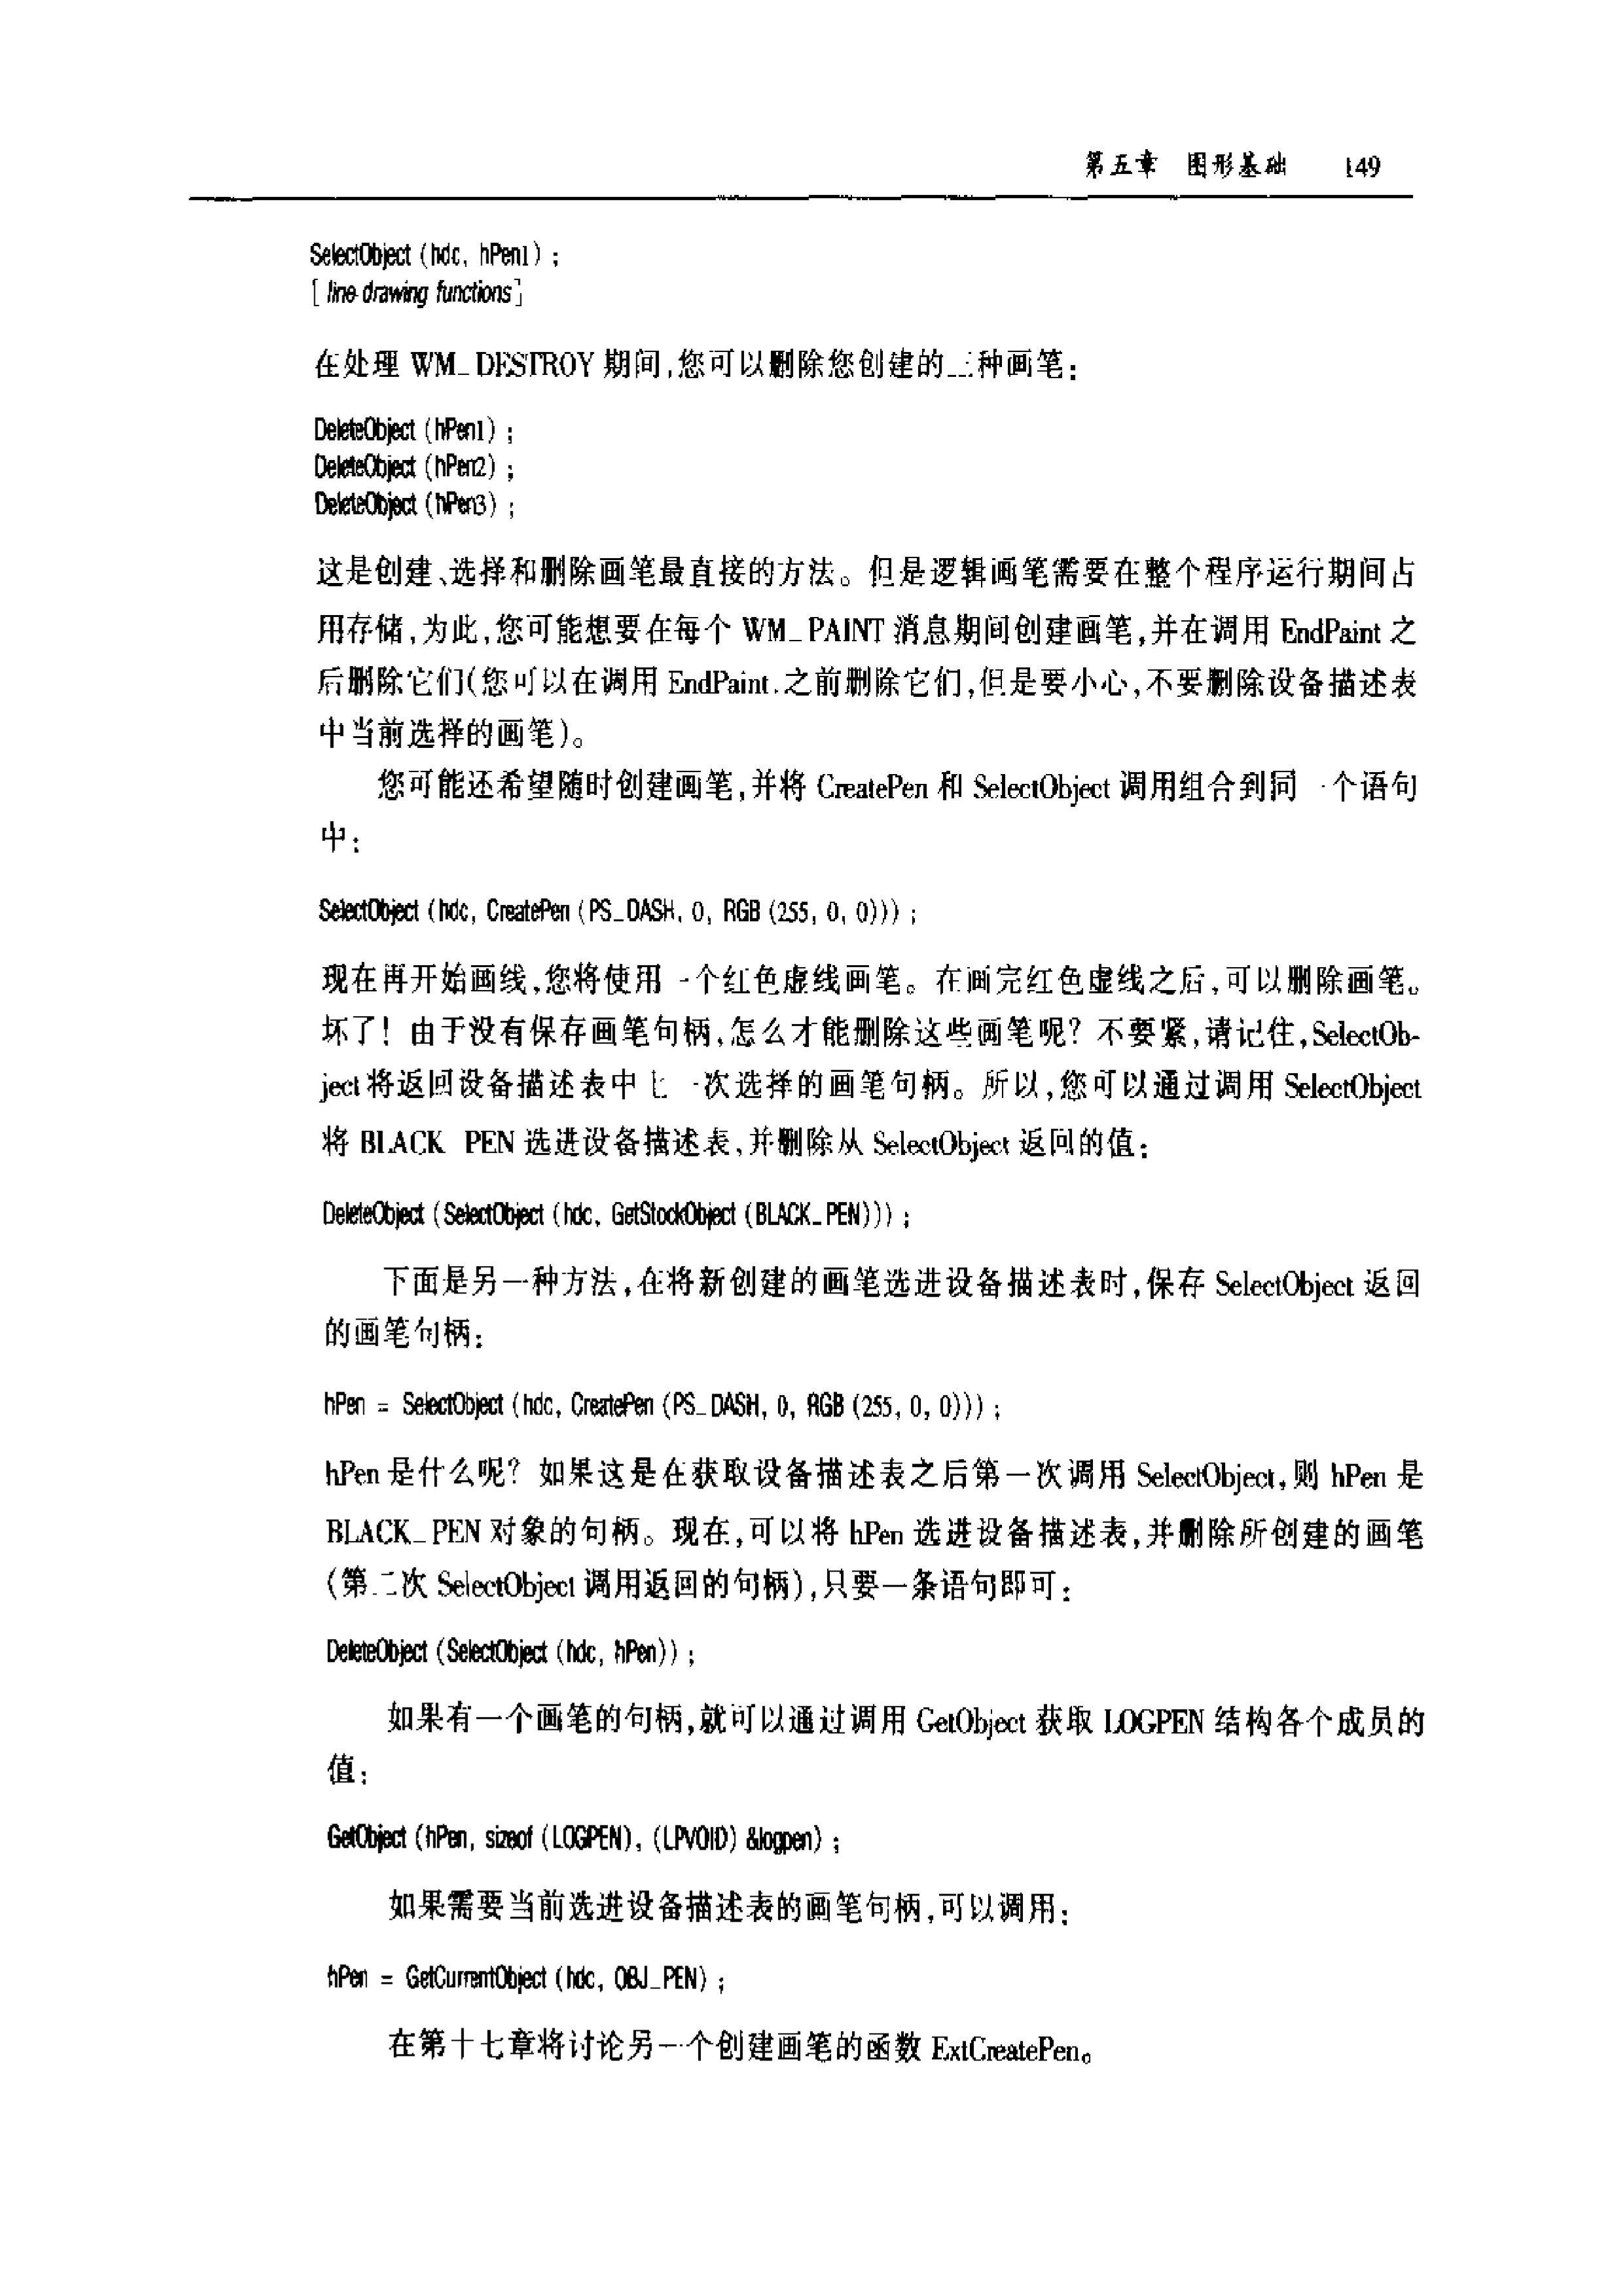 第五章 图形基础 149
SelectObject (hdc, hPen1) ;
[ line drawing functions]
在处理 WM_DESTROY 期间,您可以删除您创建的三种画笔:
DeleteObject (hPen1) ;
DeleteObject (hPen2) ;
DeleteObject (hPen3) ;
这是创建、选择和删除画笔最直接的方法。但是逻辑画笔需要在整个程序运行期间占
用存储,为此,您可能想要在每个 WM_PAINT 消息期间创建画笔,并在调用 EndPaint 之
后删除它们(您可以在调用 EndPaint 之前删除它们,但是要小心,不要删除设备描述表
中当前选择的画笔)。
您可能还希望随时创建画笔,并将 CreatePen 和 SelectObject 调用组合到同一个语句
中:
SelectObject (hdc, CreatePen (PS_DASH, 0, RGB (255, 0, 0))) ;
现在再开始画线,您将使用一个红色虚线画笔。在画完红色虚线之后,可以删除画笔。
坏了! 由于没有保存画笔句柄,怎么才能删除这些画笔呢? 不要紧,请记住,SelectOb-
ject 将返回设备描述表中上一次选择的画笔句柄。所以,您可以通过调用 SelectObject
将 BLACK_PEN 选进设备描述表,并删除从 SelectObject 返回的值:
DeleteObject (SelectObject (hdc, GetStockObject (BLACK_PEN))) ;
下面是另一种方法,在将新创建的画笔选进设备描述表时,保存 SelectObject 返回
的画笔句柄:
hPen = SelectObject (hdc, CreatePen (PS_DASH, 0, RGB (255, 0, 0))) ;
hPen 是什么呢? 如果这是在获取设备描述表之后第一次调用 SelectObject,则 hPen 是
BLACK_PEN 对象的句柄。现在,可以将 hPen 选进设备描述表,并删除所创建的画笔
(第二次 SelectObject 调用返回的句柄),只要一条语句即可:
DeleteObject (SelectObject (hdc, hPen)) ;
如果有一个画笔的句柄,就可以通过调用 GetObject 获取 LOGPEN 结构各个成员的
值:
GetObject (hPen, sizeof (LOGPEN), (LPVOID) &logpen) ;
如果需要当前选进设备描述表的画笔句柄,可以调用:
hPen = GetCurrentObject (hdc, OBJ_PEN) ;
在第十七章将讨论另一个创建画笔的函数 ExtCreatePen。